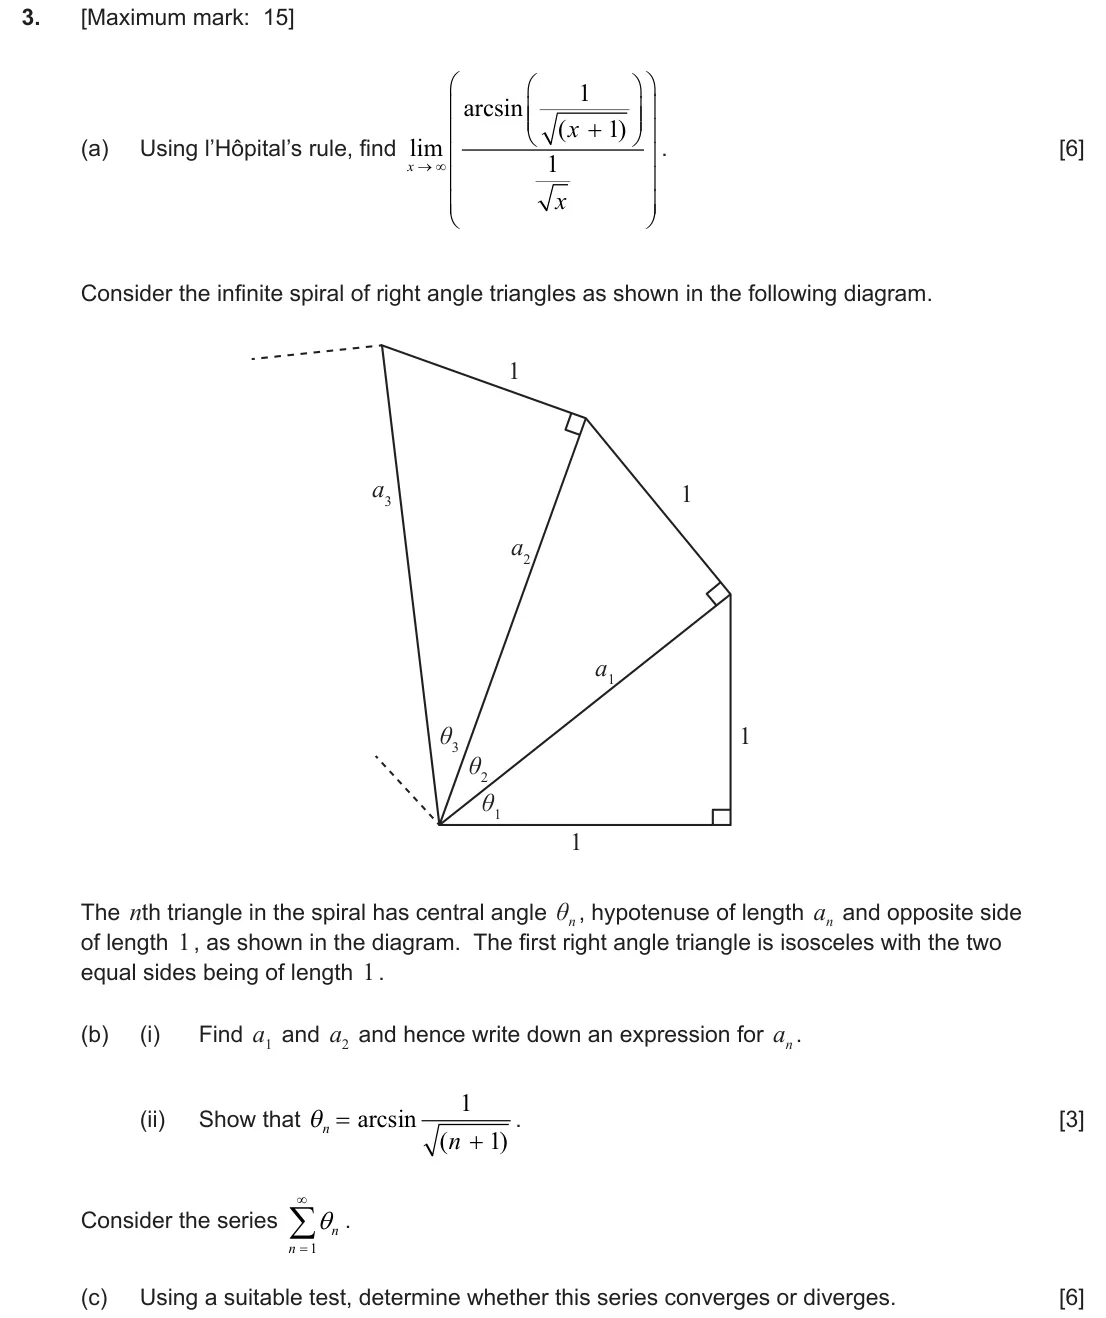 3. [Maximum mark: 15]
(a) Using l'Hôpital's rule, find lim x→∞ ( arcsin( 1 / √(x + 1) ) / ( 1 / √x ) ). [6]
Consider the infinite spiral of right angle triangles as shown in the following diagram.
1
a₃
1
a₂
a₁
θ₃
1
θ₂
θ₁
1
The nth triangle in the spiral has central angle θₙ, hypotenuse of length aₙ and opposite side
of length 1, as shown in the diagram. The first right angle triangle is isosceles with the two
equal sides being of length 1.
(b) (i) Find a₁ and a₂ and hence write down an expression for aₙ.
(ii) Show that θₙ = arcsin 1 / √(n + 1). [3]
Consider the series ∑ n=1 ∞ θₙ.
(c) Using a suitable test, determine whether this series converges or diverges. [6]